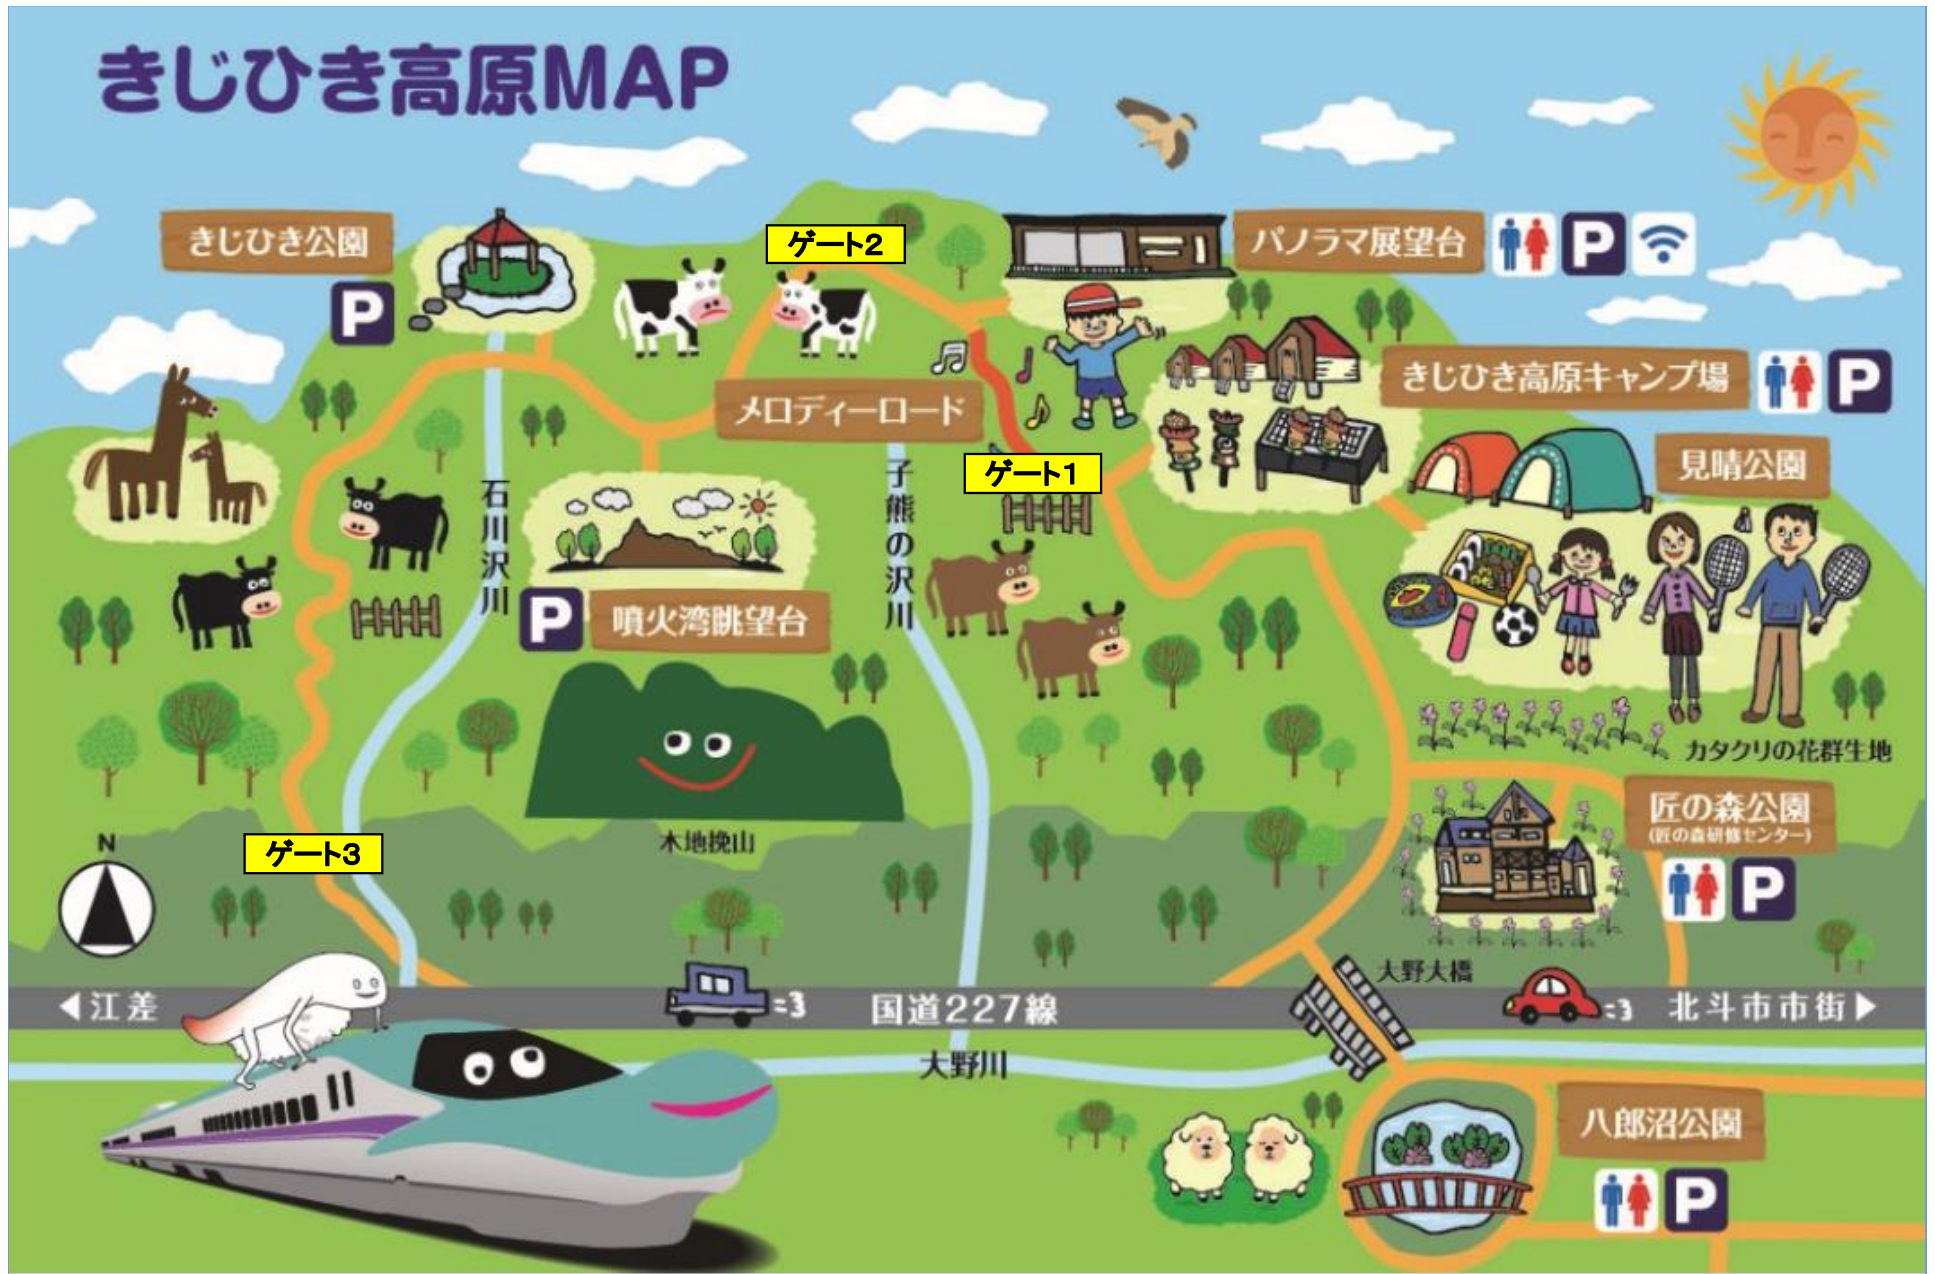 きじひき高原MAP
きじひき公園
P
ゲート2
パノラマ展望台
P
きじひき高原キャンプ場
P
メロディーロード
見晴公園
ゲート1
石川沢川
子熊の沢川
P
噴火湾眺望台
カタクリの花群生地
匠の森公園
(匠の森研修センター)
P
N
ゲート3
木地挽山
大野大橋
江差
国道227線
北斗市市街
大野川
八郎沼公園
P